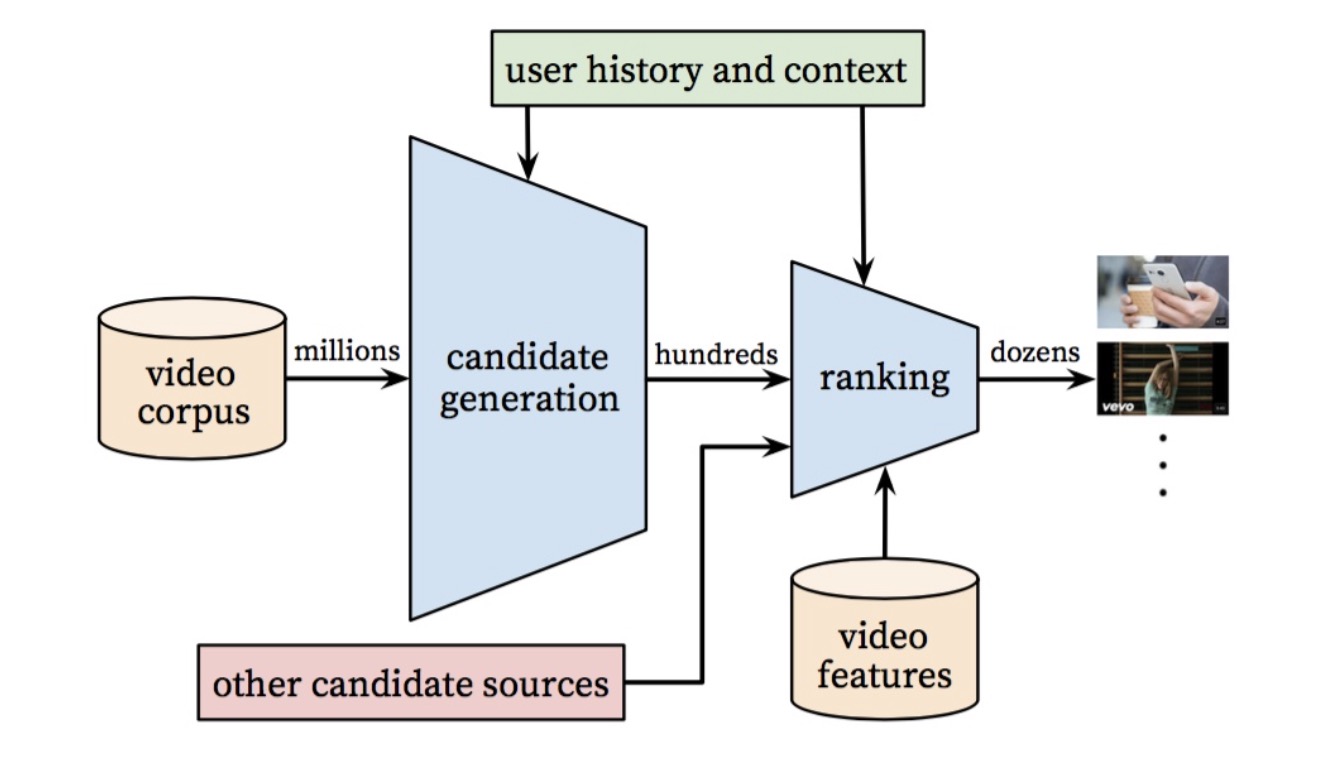 user history and context
video
corpus
millions
candidate
generation
hundreds
ranking
dozens
vevo
other candidate sources
video
features